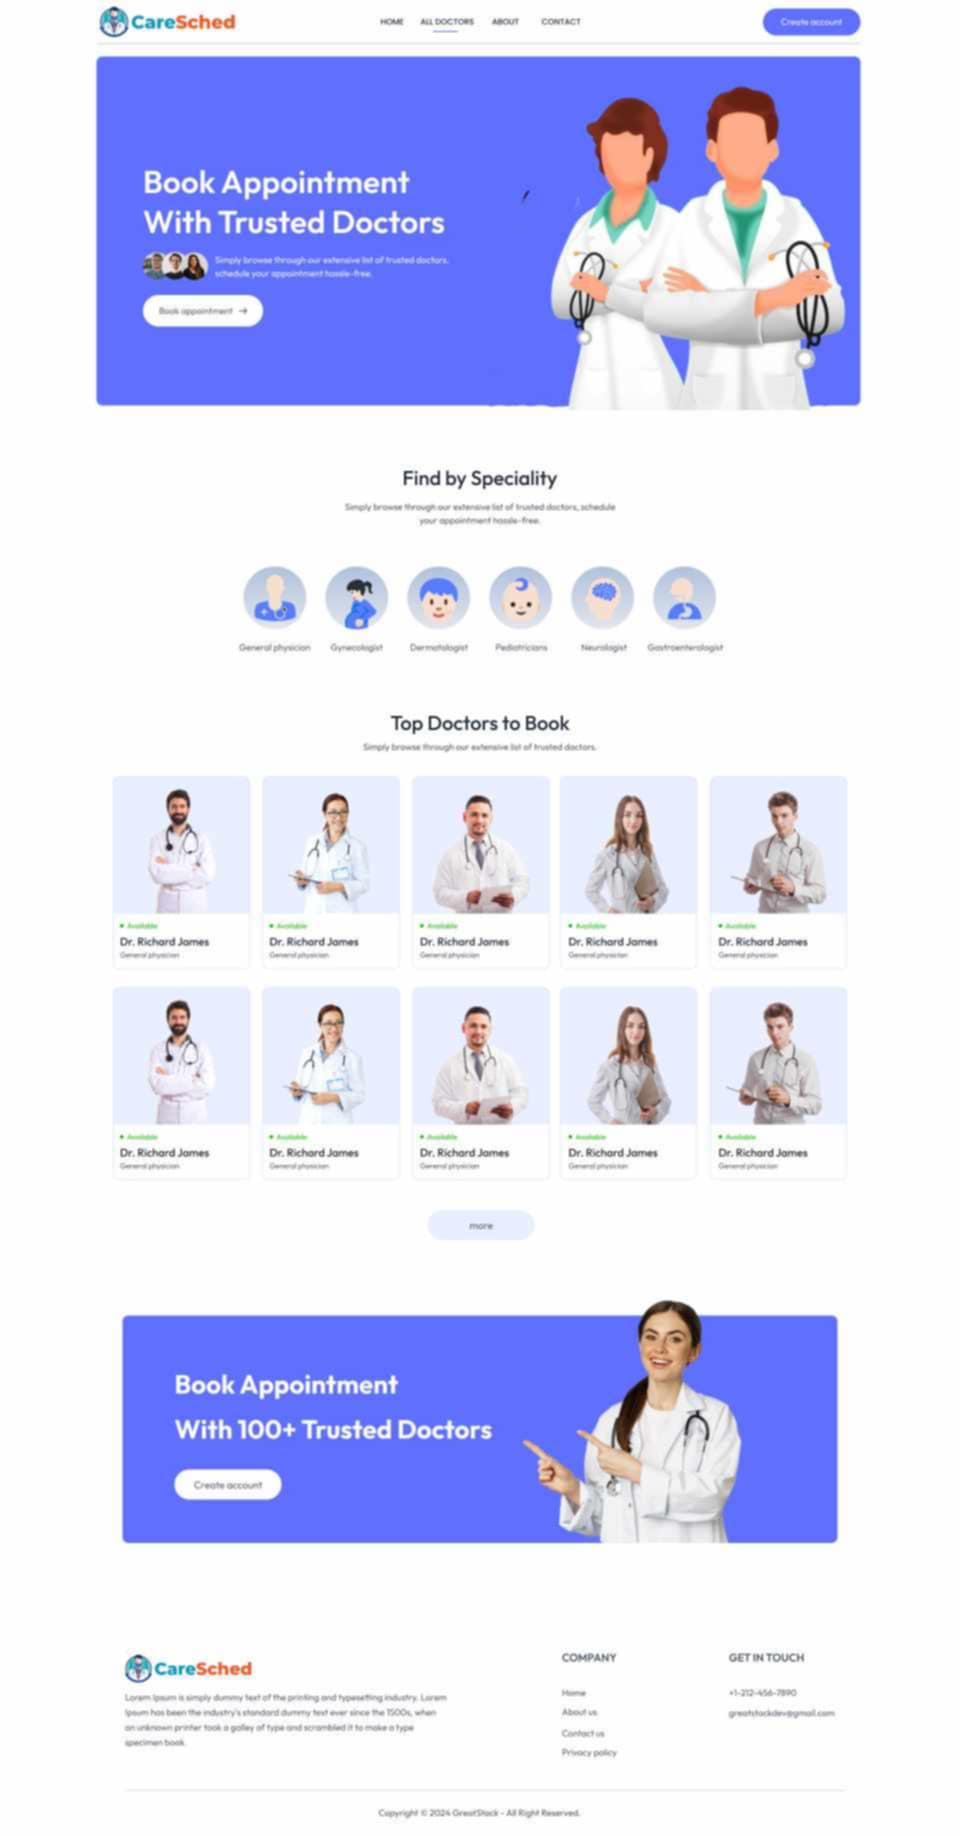 CareSched
HOME ALL DOCTORS ABOUT CONTACT
Create account
Book Appointment
With Trusted Doctors
Simply browse through our extensive list of trusted doctors,
schedule your appointment hassle-free.
Book appointment →
Find by Speciality
Simply browse through our extensive list of trusted doctors, schedule
your appointment hassle-free.
General physician Gynecologist Dermatologist Pediatricians Neurologist Gastroenterologist
Top Doctors to Book
Simply browse through our extensive list of trusted doctors.
Available Available Available Available Available
Dr. Richard James Dr. Richard James Dr. Richard James Dr. Richard James Dr. Richard James
General physician General physician General physician General physician General physician
Available Available Available Available Available
Dr. Richard James Dr. Richard James Dr. Richard James Dr. Richard James Dr. Richard James
General physician General physician General physician General physician General physician
more
Book Appointment
With 100+ Trusted Doctors
Create account
CareSched
Lorem Ipsum is simply dummy text of the printing and typesetting industry. Lorem
Ipsum has been the industry's standard dummy text ever since the 1500s, when
an unknown printer took a galley of type and scrambled it to make a type
specimen book.
COMPANY
Home
About us
Contact us
Privacy policy
GET IN TOUCH
+1-212-456-7890
greatstackdev@gmail.com
Copyright © 2024 GreatStack - All Right Reserved.